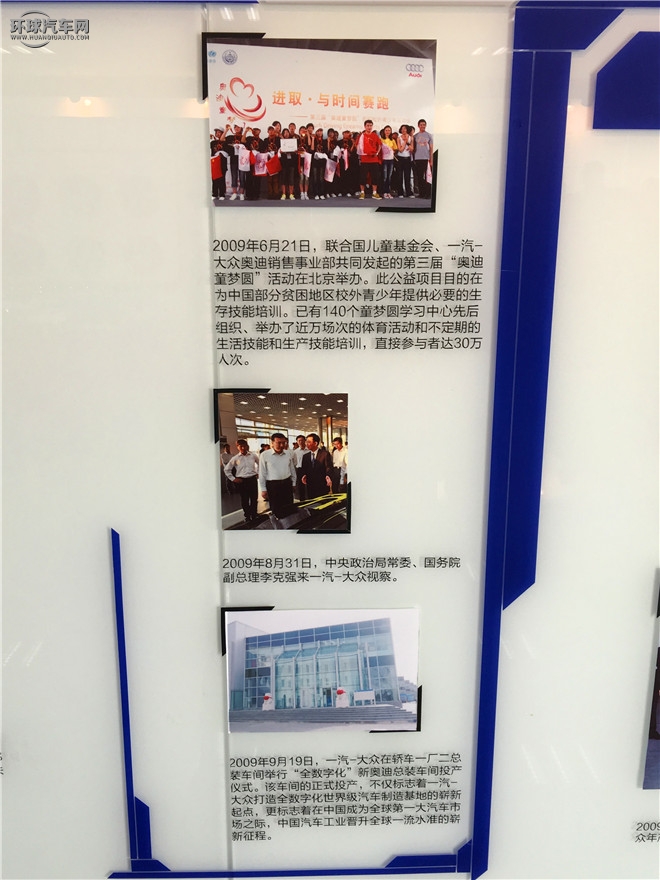 环球汽车网
WWW.HUANQIUAUTO.COM
Audi
进取·与时间赛跑
2009年6月21日，联合国儿童基金会、一汽-
大众奥迪销售事业部共同发起的第三届“奥迪
童梦圆”活动在北京举办。此公益项目目的在
为中国部分贫困地区校外青少年提供必要的生
存技能培训。已有140个童梦圆学习中心先后
组织、举办了近万场次的体育活动和不定期的
生活技能和生产技能培训，直接参与者达30万
人次。
2009年8月31日，中央政治局常委、国务院
副总理李克强来一汽-大众视察。
2009年9月19日，一汽-大众在轿车一厂二总
装车间举行“全数字化”新奥迪总装车间投产
仪式。该车间的正式投产，不仅标志着一汽-
大众打造全数字化世界级汽车制造基地的崭新
起点，更标志着在中国成为全球第一大汽车市
场之际，中国汽车工业晋升全球一流水准的崭
新征程。
2009
众年